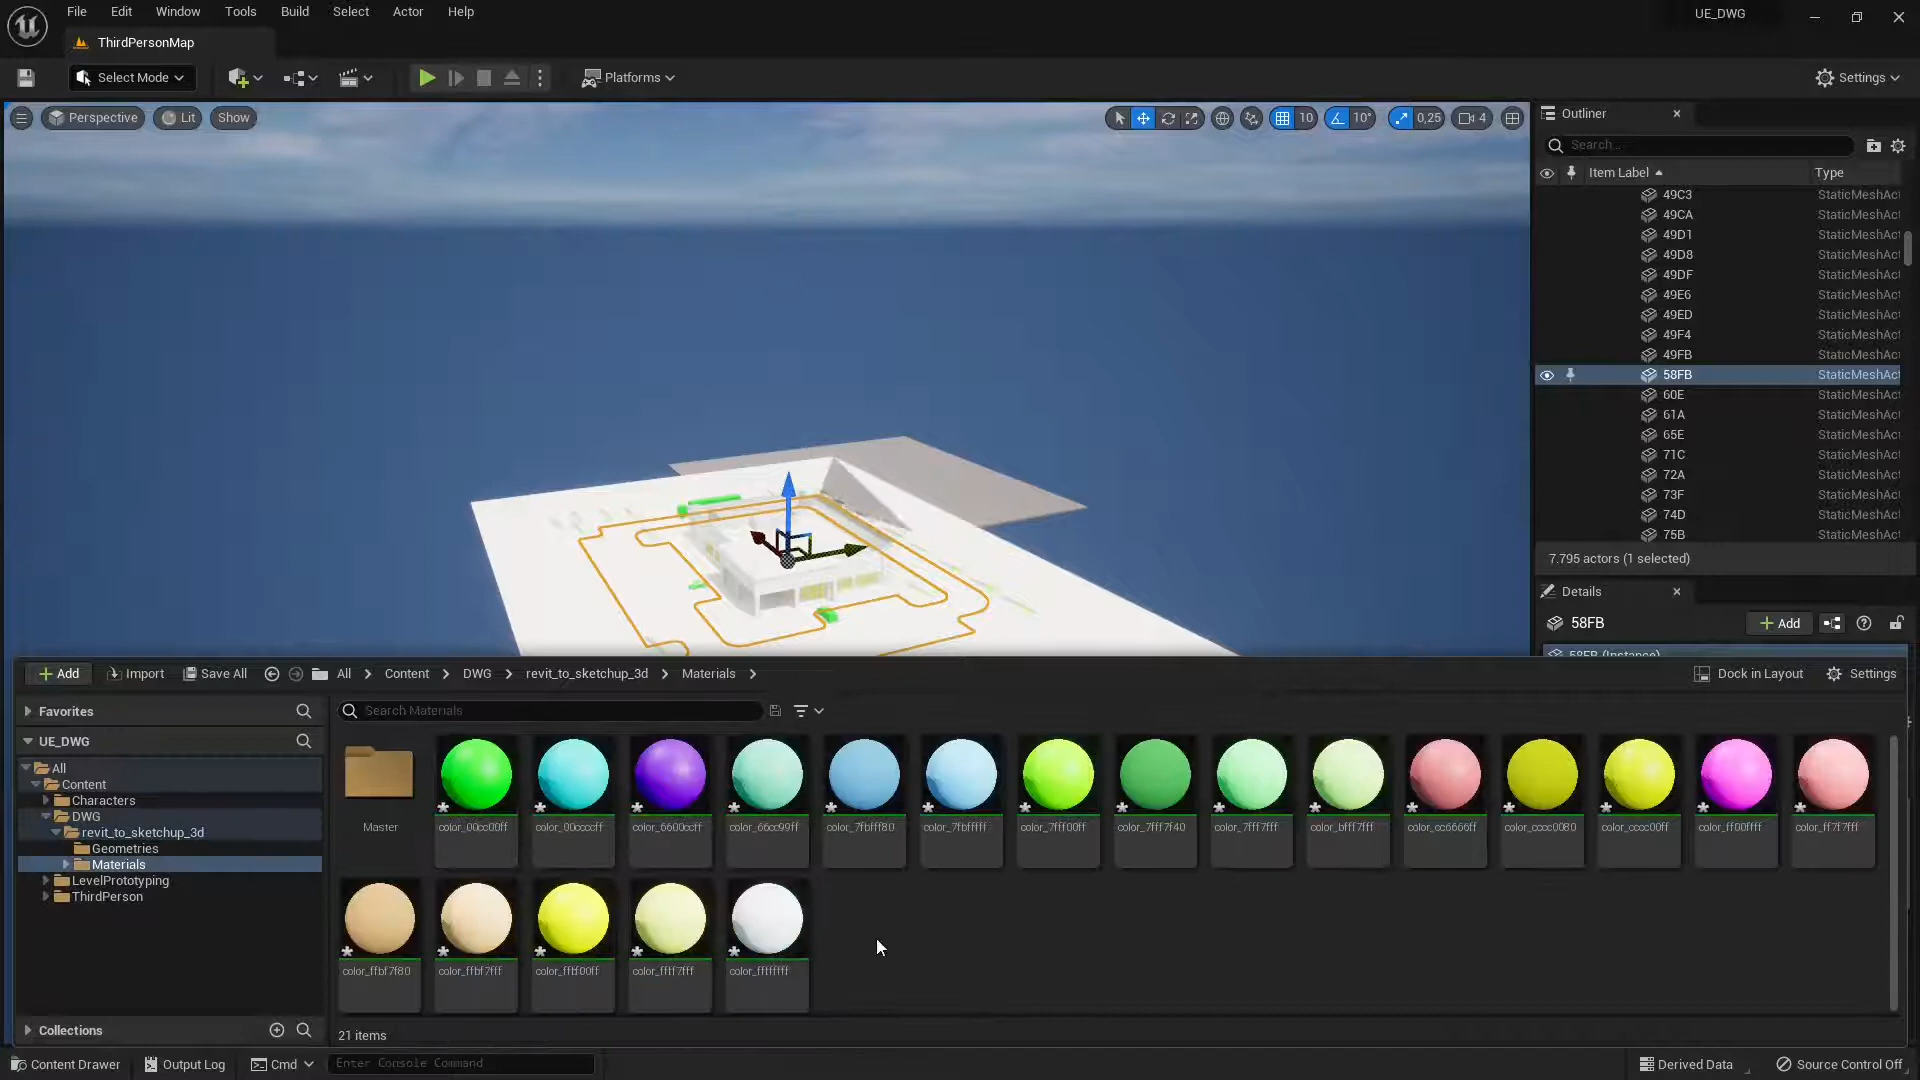 File Edit Window Tools Build Select Actor Help
UE_DWG
ThirdPersonMap
Select Mode
Platforms
Settings
Perspective
Lit
Show
10
10°
0,25
4
Outliner
Search...
Item Label
Type
49C3 StaticMeshAct
49CA StaticMeshAct
49D1 StaticMeshAct
49D8 StaticMeshAct
49DF StaticMeshAct
49E6 StaticMeshAct
49ED StaticMeshAct
49F4 StaticMeshAct
49FB StaticMeshAct
58FB StaticMeshAct
60E StaticMeshAct
61A StaticMeshAct
65E StaticMeshAct
71C StaticMeshAct
72A StaticMeshAct
73F StaticMeshAct
74D StaticMeshAct
75B StaticMeshAct
7.795 actors (1 selected)
Details
58FB
Add
58FB (Instance)
Add
Import
Save All
All
Content
DWG
revit_to_sketchup_3d
Materials
Dock in Layout
Settings
Favorites
Search Materials
UE_DWG
All
Content
Characters
DWG
revit_to_sketchup_3d
Geometries
Materials
LevelPrototyping
ThirdPerson
Collections
Master
color_00cc00ff
color_00ccccff
color_6600ccff
color_66cc99ff
color_7fbfff80
color_7fbfffff
color_7fff00ff
color_7fff7f40
color_7fff7fff
color_bfff7fff
color_cc6666ff
color_cccc0080
color_cccc00ff
color_ff00ffff
color_ff7f7fff
color_ffbf7f80
color_ffbf7fff
color_ffff00ff
color_ffff7fff
color_ffffffff
21 items
Content Drawer
Output Log
Cmd
Enter Console Command
Derived Data
Source Control Off